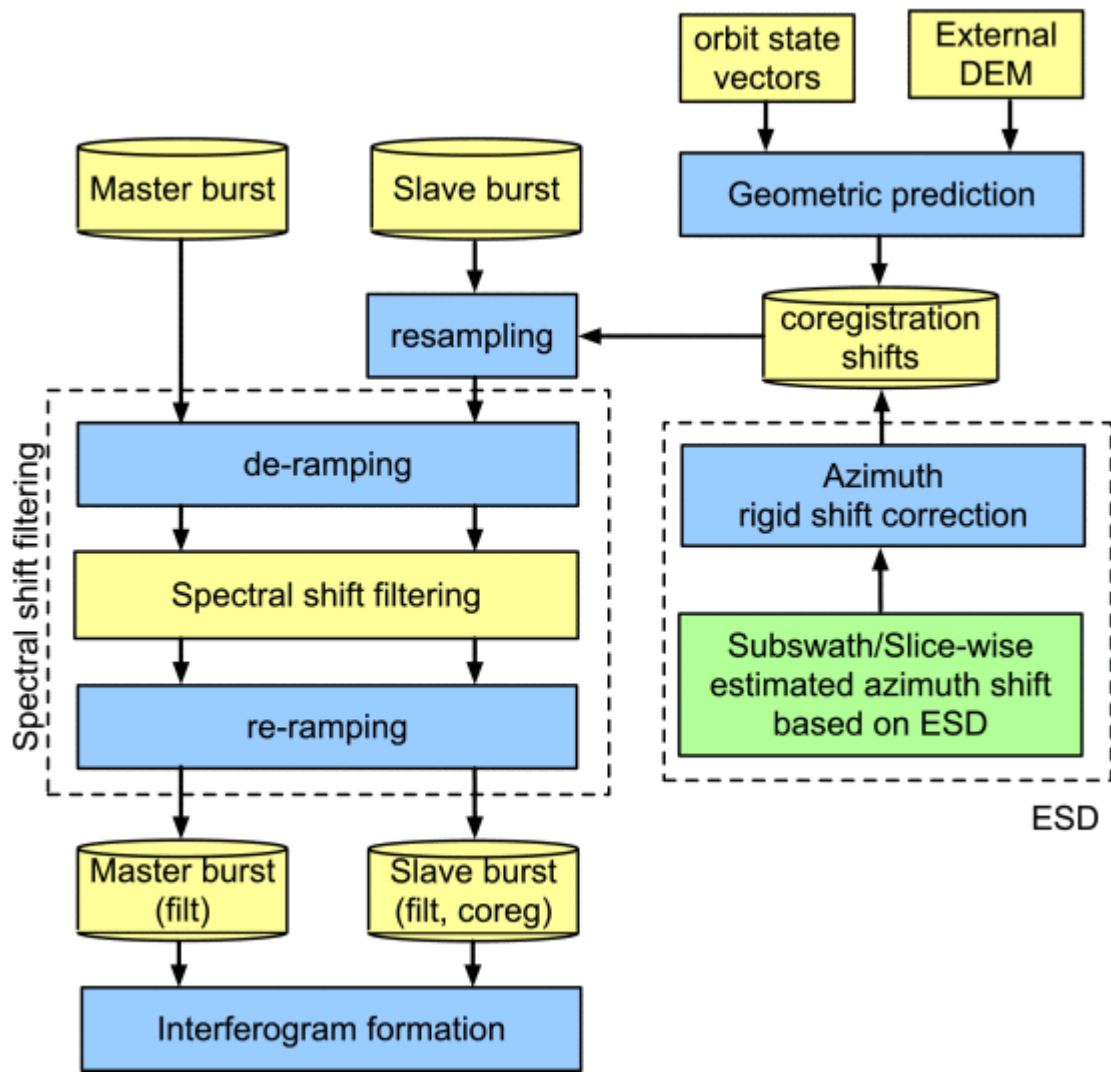 orbit state
vectors
External
DEM
Master burst
Slave burst
Geometric prediction
resampling
coregistration
shifts
Spectral shift filtering
de-ramping
Azimuth
rigid shift correction
Spectral shift filtering
Subswath/Slice-wise
estimated azimuth shift
based on ESD
re-ramping
ESD
Master burst
(filt)
Slave burst
(filt, coreg)
Interferogram formation